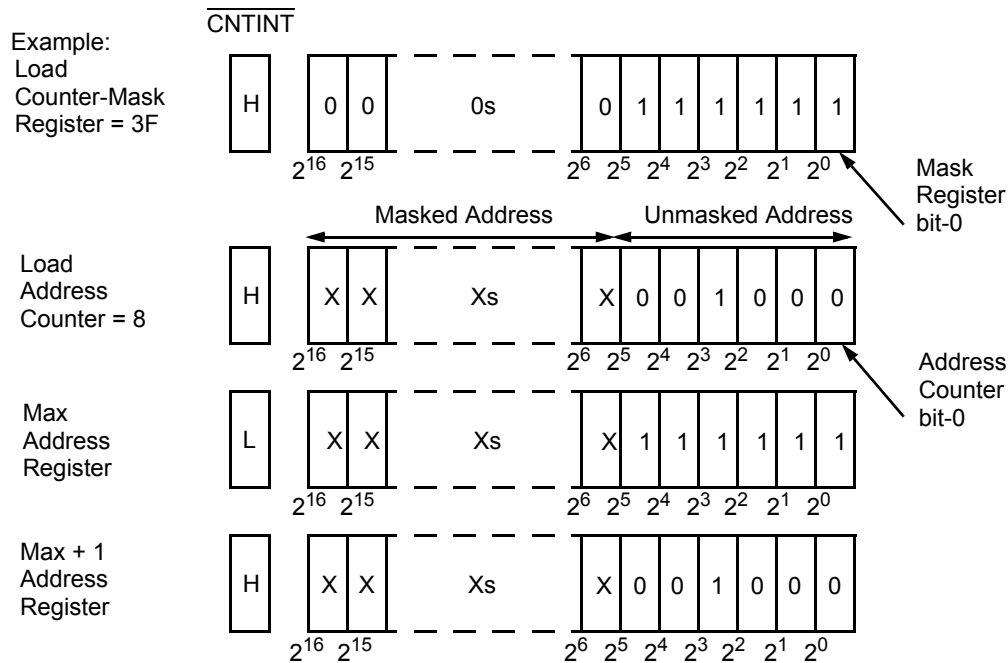 CNTINT
Example:
Load
Counter-Mask
Register = 3F
H
0 0 0s 0 1 1 1 1 1 1
2^16 2^15 2^6 2^5 2^4 2^3 2^2 2^1 2^0
Mask
Register
bit-0
Masked Address Unmasked Address
Load
Address
Counter = 8
H
X X Xs X 0 0 1 0 0 0
2^16 2^15 2^6 2^5 2^4 2^3 2^2 2^1 2^0
Address
Counter
bit-0
Max
Address
Register
L
X X Xs X 1 1 1 1 1 1
2^16 2^15 2^6 2^5 2^4 2^3 2^2 2^1 2^0
Max + 1
Address
Register
H
X X Xs X 0 0 1 0 0 0
2^16 2^15 2^6 2^5 2^4 2^3 2^2 2^1 2^0